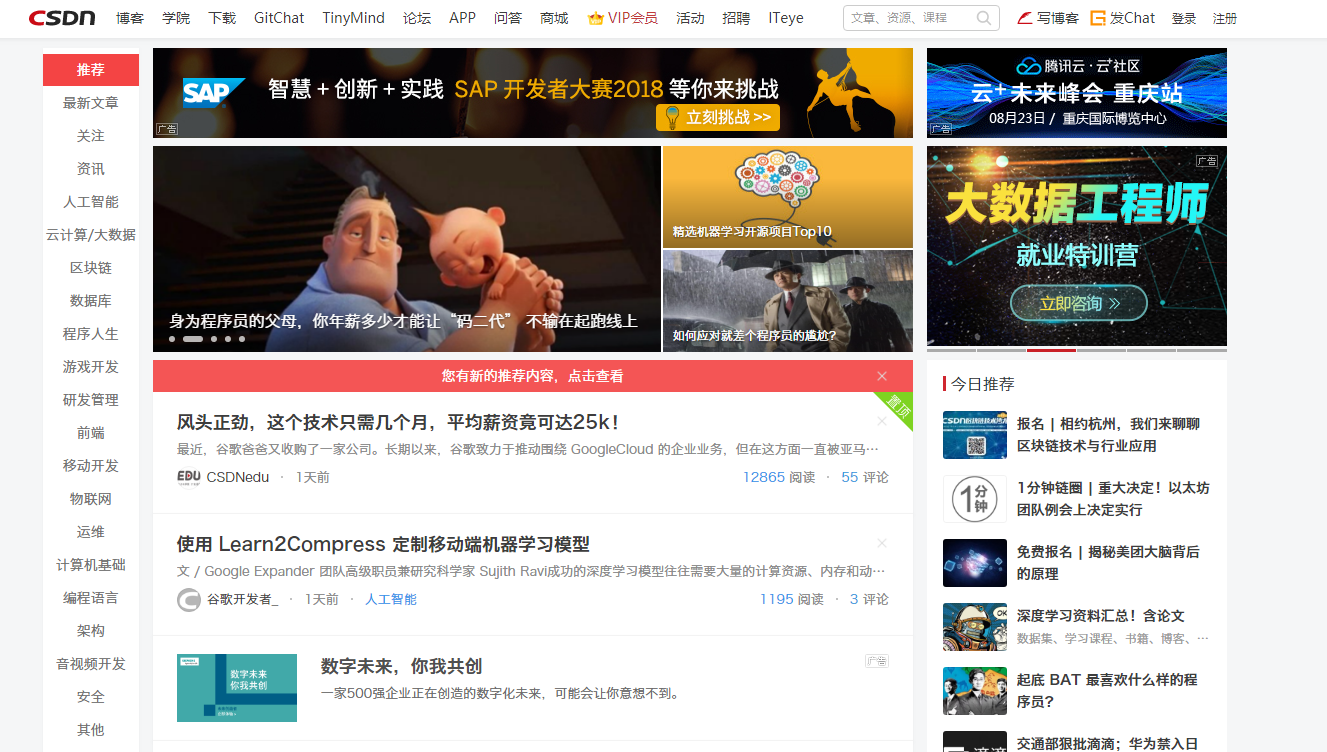 CSDN 博客 学院 下载 GitChat TinyMind 论坛 APP 问答 商城 VIP会员 活动 招聘 ITeye 文章、资源、课程 写博客 发Chat 登录 注册
推荐
最新文章
关注
资讯
人工智能
云计算/大数据
区块链
数据库
程序人生
游戏开发
研发管理
前端
移动开发
物联网
运维
计算机基础
编程语言
架构
音视频开发
安全
其他
SAP 智慧+创新+实践 SAP 开发者大赛2018 等你来挑战
立刻挑战 >>
广告
身为程序员的父母，你年薪多少才能让“码二代” 不输在起跑线上
精选机器学习开源项目Top10
如何应对就差个程序员的尴尬?
您有新的推荐内容，点击查看
置顶
风头正劲，这个技术只需几个月，平均薪资竟可达25k！
最近，谷歌爸爸又收购了一家公司。长期以来，谷歌致力于推动围绕 GoogleCloud 的企业业务，但在这方面一直被亚马···
EDU CSDNedu · 1天前 12865 阅读 · 55 评论
使用 Learn2Compress 定制移动端机器学习模型
文 / Google Expander 团队高级职员兼研究科学家 Sujith Ravi成功的深度学习模型往往需要大量的计算资源、内存和动···
谷歌开发者_ · 1天前 · 人工智能 1195 阅读 · 3 评论
数字未来
你我共创
数字未来，你我共创
广告
一家500强企业正在创造的数字化未来，可能会让你意想不到。
腾讯云·云+社区
云+未来峰会 重庆站
08月23日 / 重庆国际博览中心
广告
广告
大数据工程师
就业特训营
立即咨询 »
今日推荐
报名 | 相约杭州，我们来聊聊
区块链技术与行业应用
1分钟
1分钟链圈 | 重大决定！以太坊
团队例会上决定实行
免费报名 | 揭秘美团大脑背后
的原理
OK
深度学习资料汇总！含论文
数据集、学习课程、书籍、博客、···
起底 BAT 最喜欢什么样的程
序员？
交通部狠批滴滴；华为禁入日